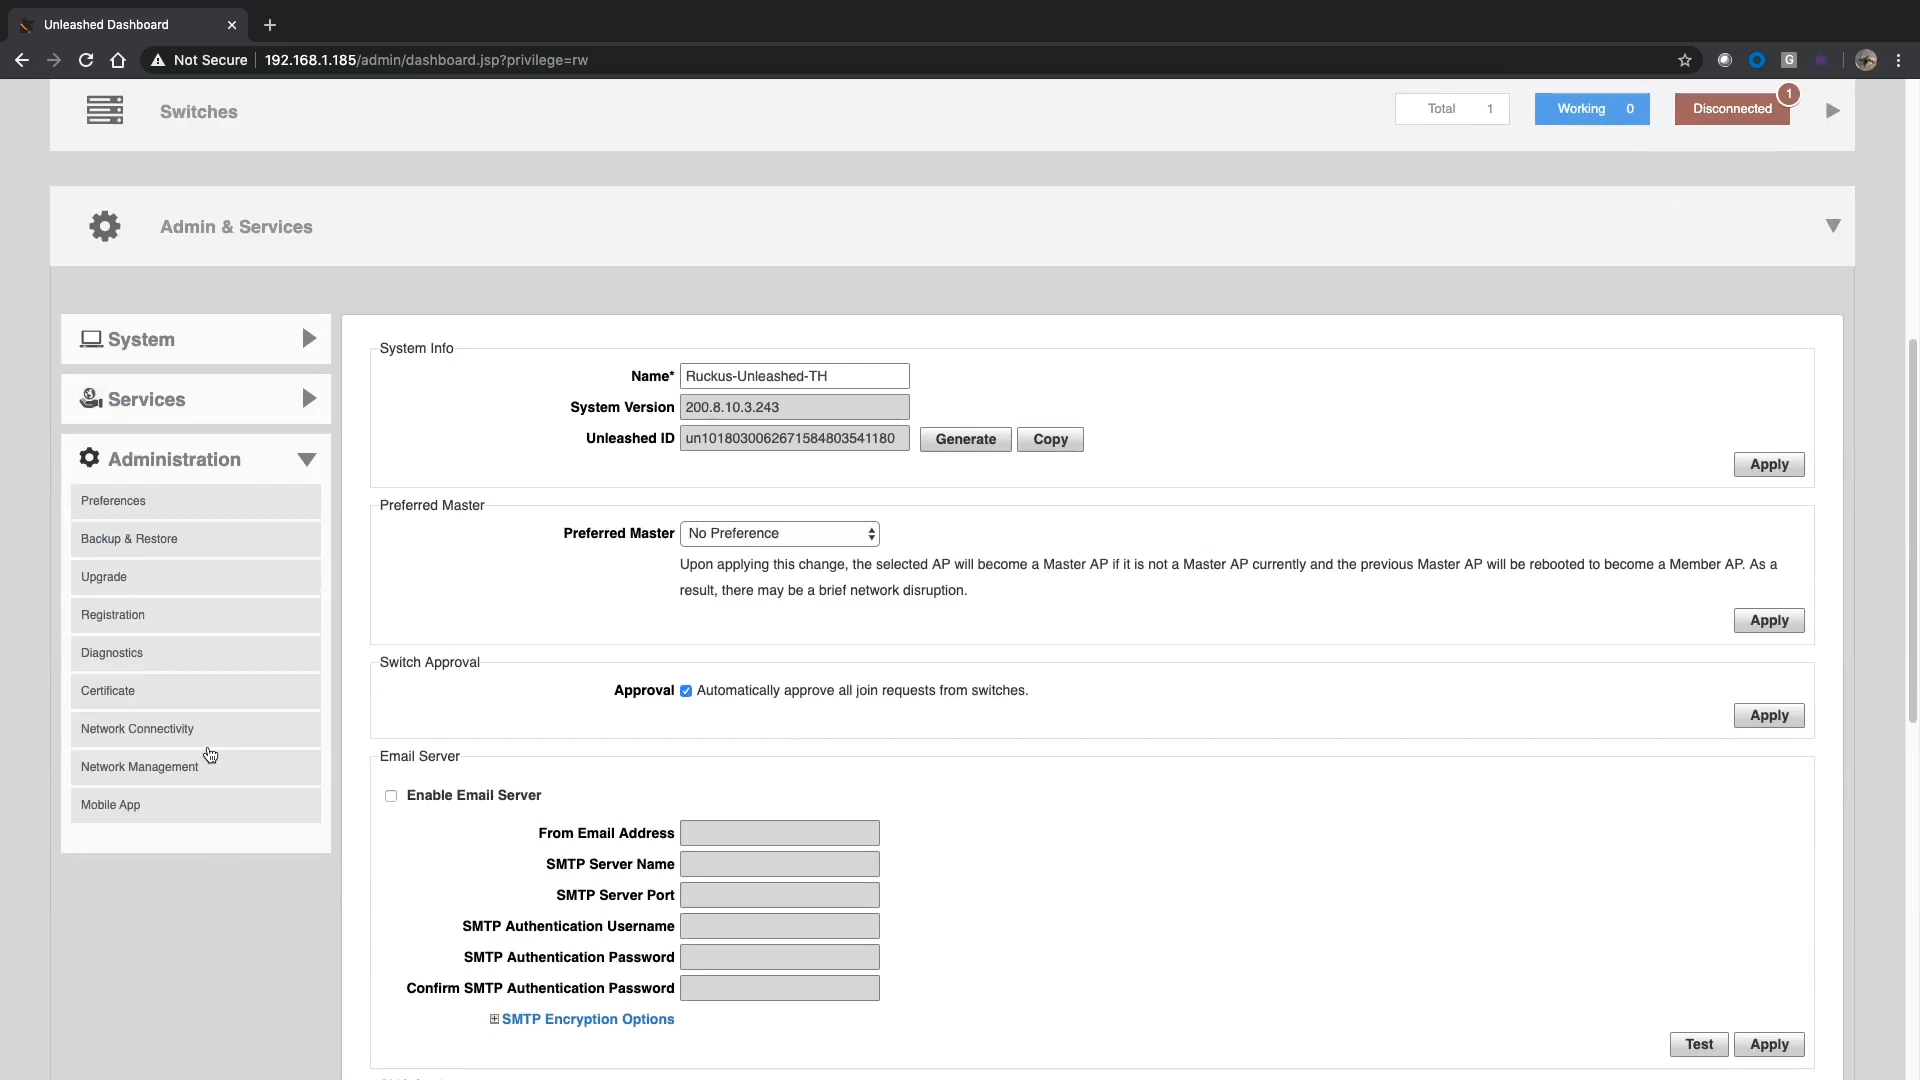 Unleashed Dashboard
Not Secure 192.168.1.185/admin/dashboard.jsp?privilege=rw
G
Switches
Total 1
Working 0
Disconnected 1
Admin & Services
System
Services
Administration
Preferences
Backup & Restore
Upgrade
Registration
Diagnostics
Certificate
Network Connectivity
Network Management
Mobile App
System Info
Name* Ruckus-Unleashed-TH
System Version 200.8.10.3.243
Unleashed ID un1018030062671584803541180 Generate Copy
Apply
Preferred Master
Preferred Master No Preference
Upon applying this change, the selected AP will become a Master AP if it is not a Master AP currently and the previous Master AP will be rebooted to become a Member AP. As a
result, there may be a brief network disruption.
Apply
Switch Approval
Approval Automatically approve all join requests from switches.
Apply
Email Server
Enable Email Server
From Email Address
SMTP Server Name
SMTP Server Port
SMTP Authentication Username
SMTP Authentication Password
Confirm SMTP Authentication Password
SMTP Encryption Options
Test Apply